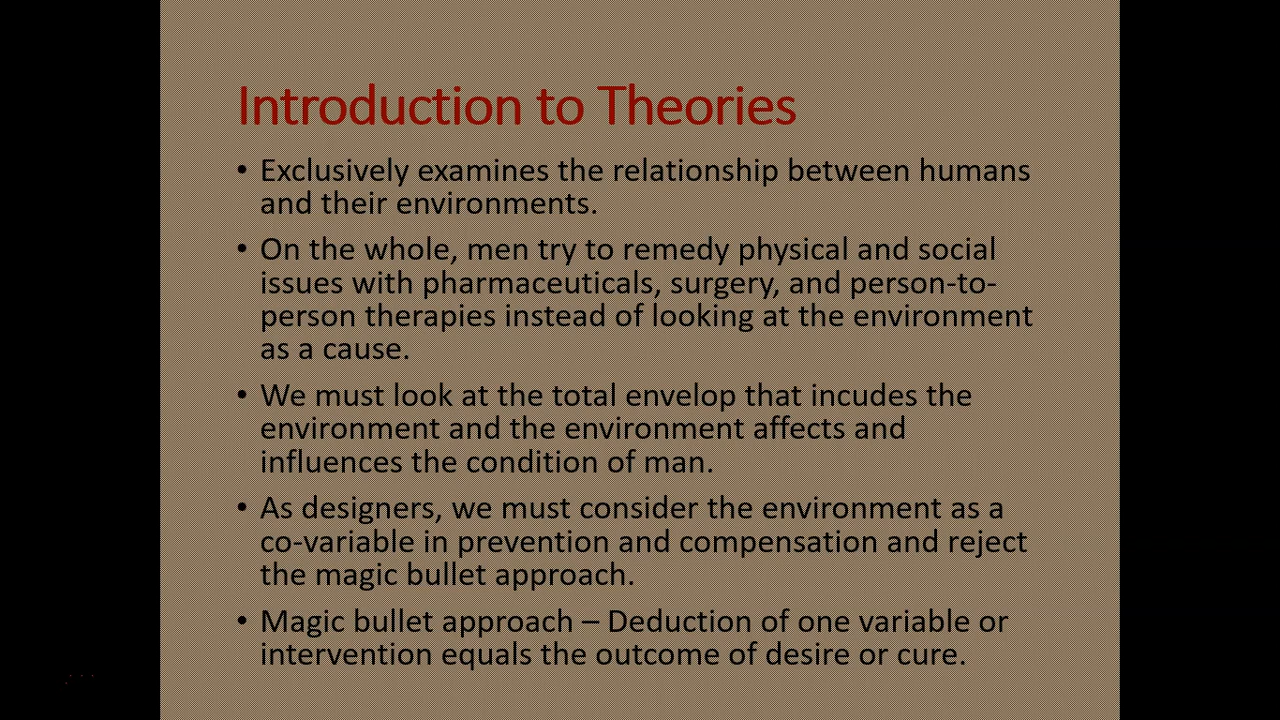 Introduction to Theories
• Exclusively examines the relationship between humans
and their environments.
• On the whole, men try to remedy physical and social
issues with pharmaceuticals, surgery, and person-to-
person therapies instead of looking at the environment
as a cause.
• We must look at the total envelop that incudes the
environment and the environment affects and
influences the condition of man.
• As designers, we must consider the environment as a
co-variable in prevention and compensation and reject
the magic bullet approach.
• Magic bullet approach – Deduction of one variable or
intervention equals the outcome of desire or cure.